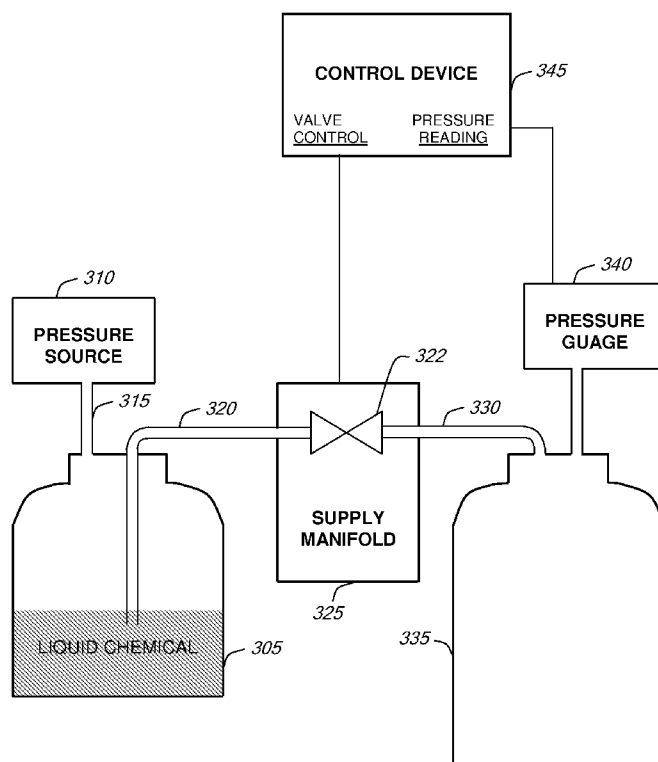 CONTROL DEVICE
345
VALVE
CONTROL
PRESSURE
READING
310
PRESSURE
SOURCE
315
320
322
330
340
PRESSURE
GUAGE
SUPPLY
MANIFOLD
325
LIQUID CHEMICAL
305
335